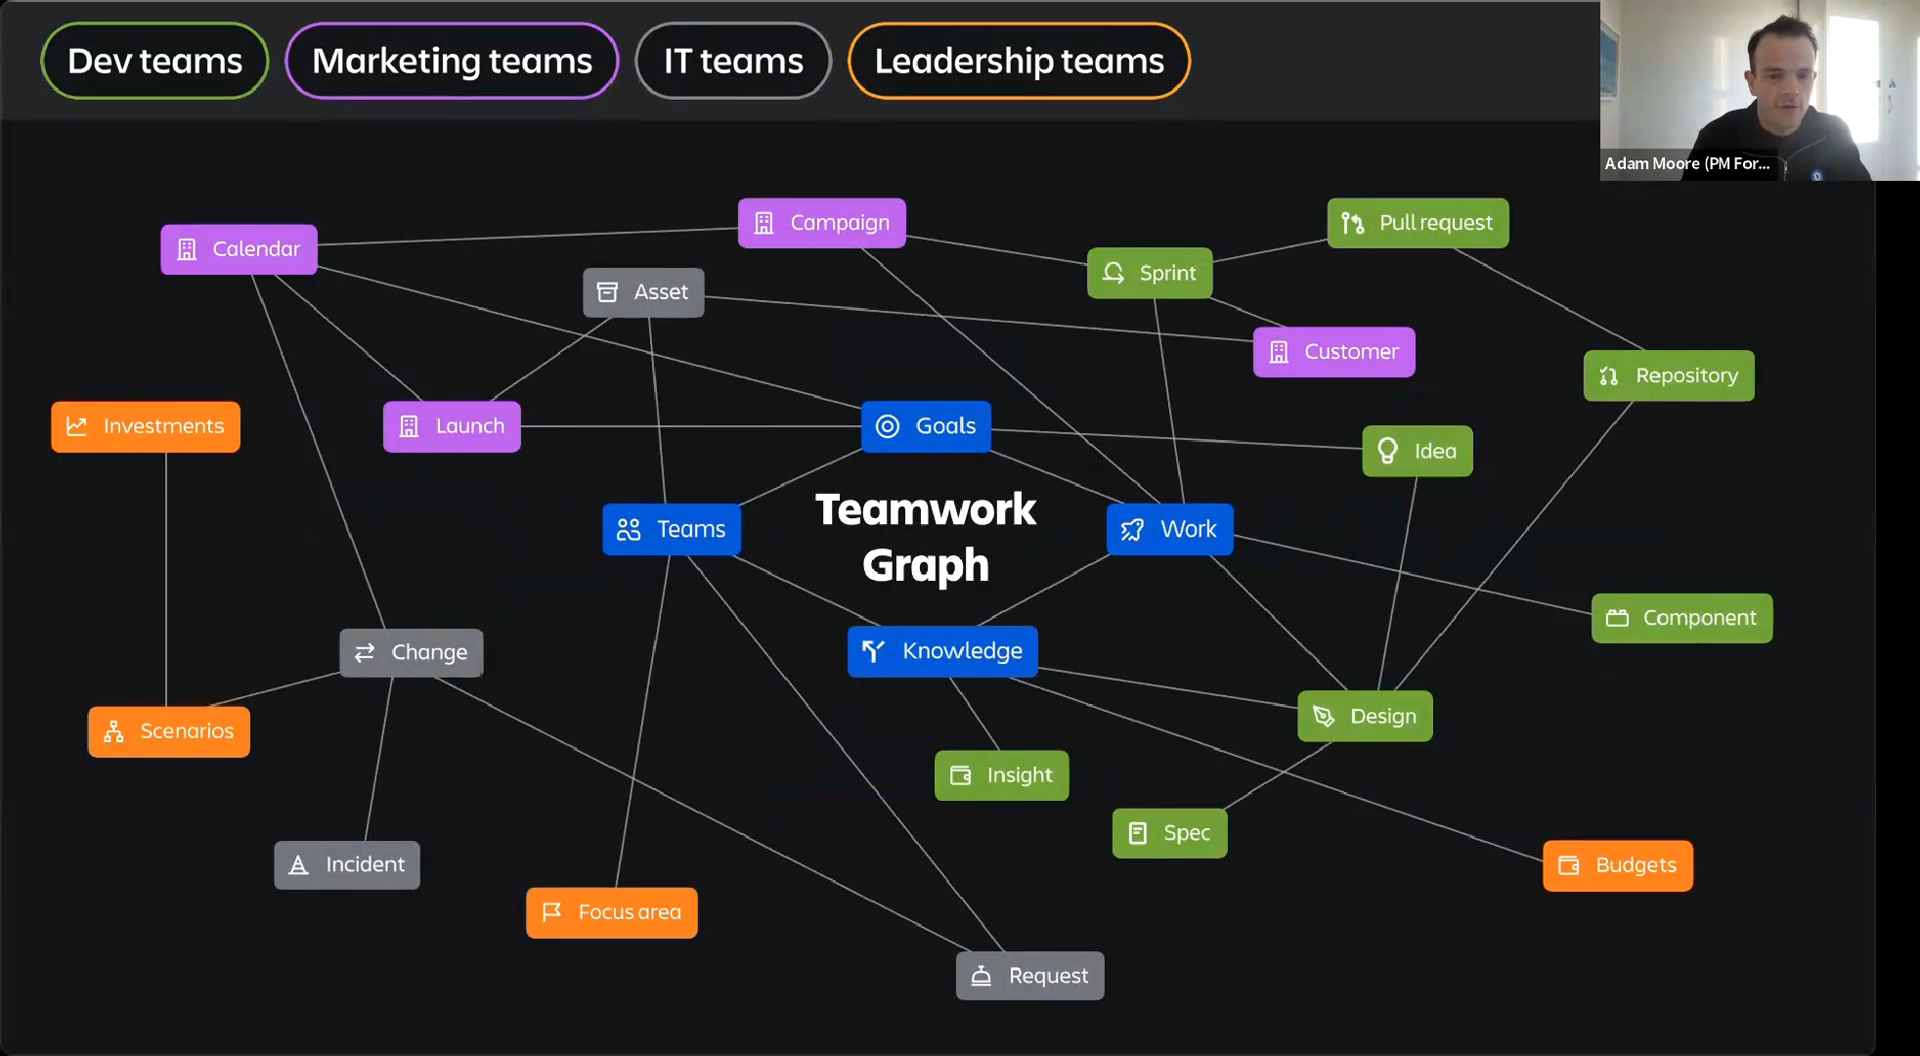 Dev teams
Marketing teams
IT teams
Leadership teams
Adam Moore (PM For...
Calendar
Campaign
Pull request
Sprint
Asset
Customer
Repository
Investments
Launch
Goals
Idea
Teamwork
Graph
Teams
Work
Component
Change
Knowledge
Scenarios
Design
Insight
Spec
Incident
Budgets
Focus area
Request